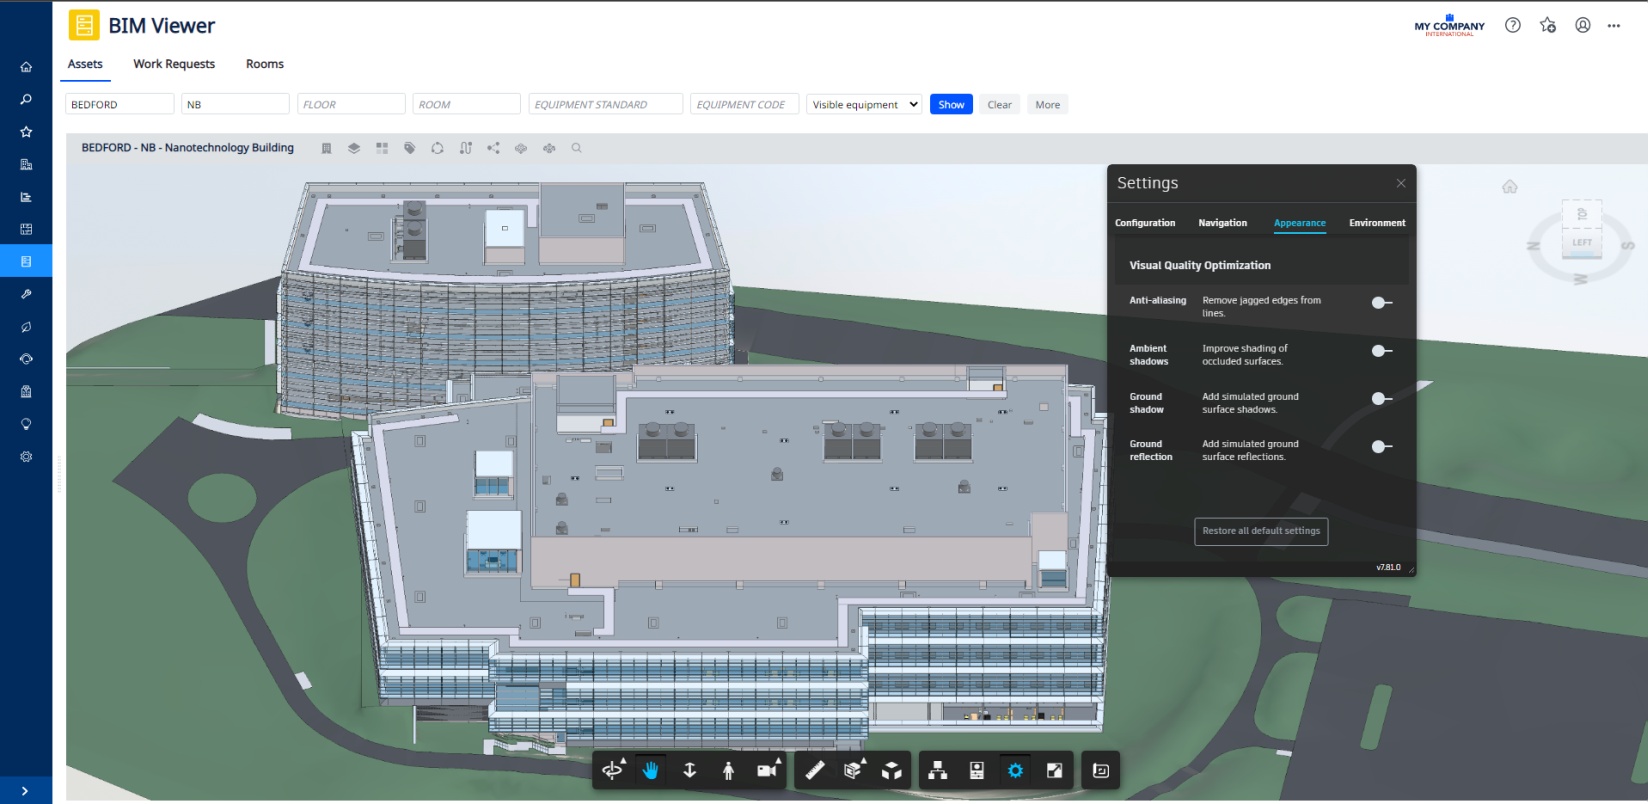 BIM Viewer
MY COMPANY
INTERNATIONAL
Assets
Work Requests
Rooms
BEDFORD
NB
FLOOR
ROOM
EQUIPMENT STANDARD
EQUIPMENT CODE
Visible equipment
Show
Clear
More
BEDFORD - NB - Nanotechnology Building
Settings
Configuration
Navigation
Appearance
Environment
Visual Quality Optimization
Anti-aliasing
Remove jagged edges from
lines.
Ambient
shadows
Improve shading of
occluded surfaces.
Ground
shadow
Add simulated ground
surface shadows.
Ground
reflection
Add simulated ground
surface reflections.
Restore all default settings
v7.81.0
TOP
LEFT
N
S
W